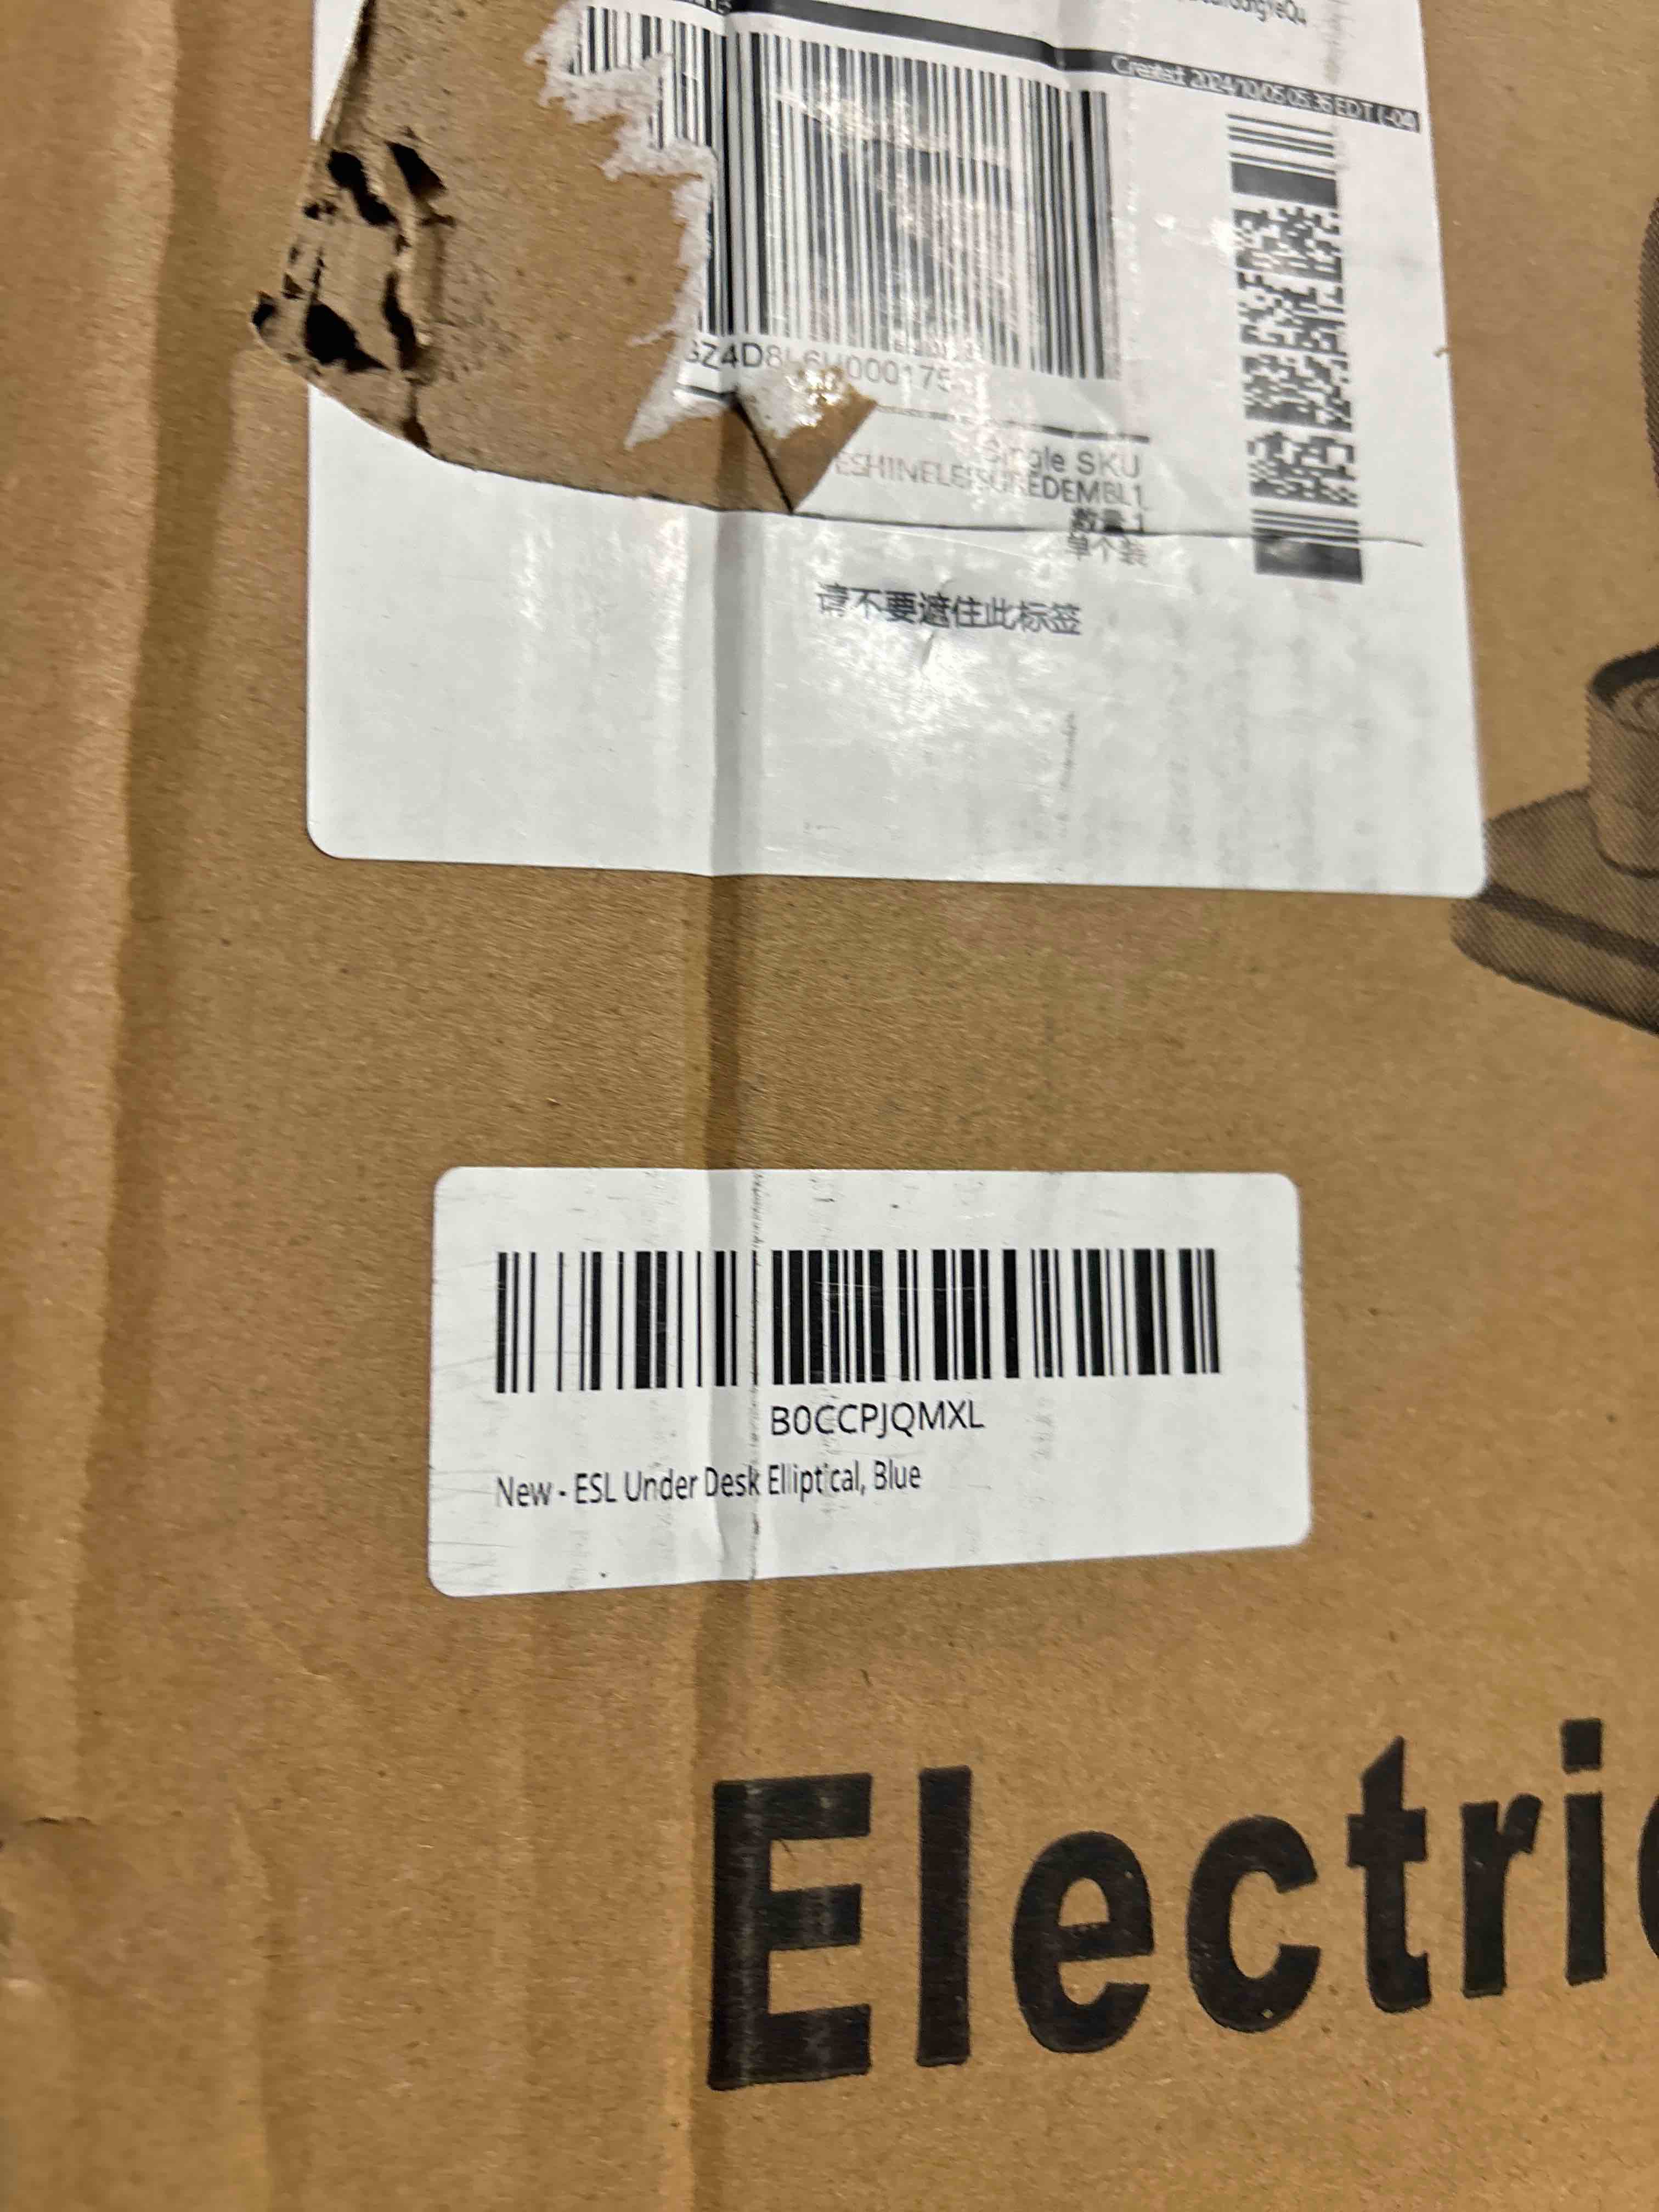 Created: 2024/10/05 05:36 EDT (-04)
Single SKU
数量 1
单个装
请不要遮住此标签
B0CCPJQMXL
New - ESL Under Desk Elliptical, Blue
Electric